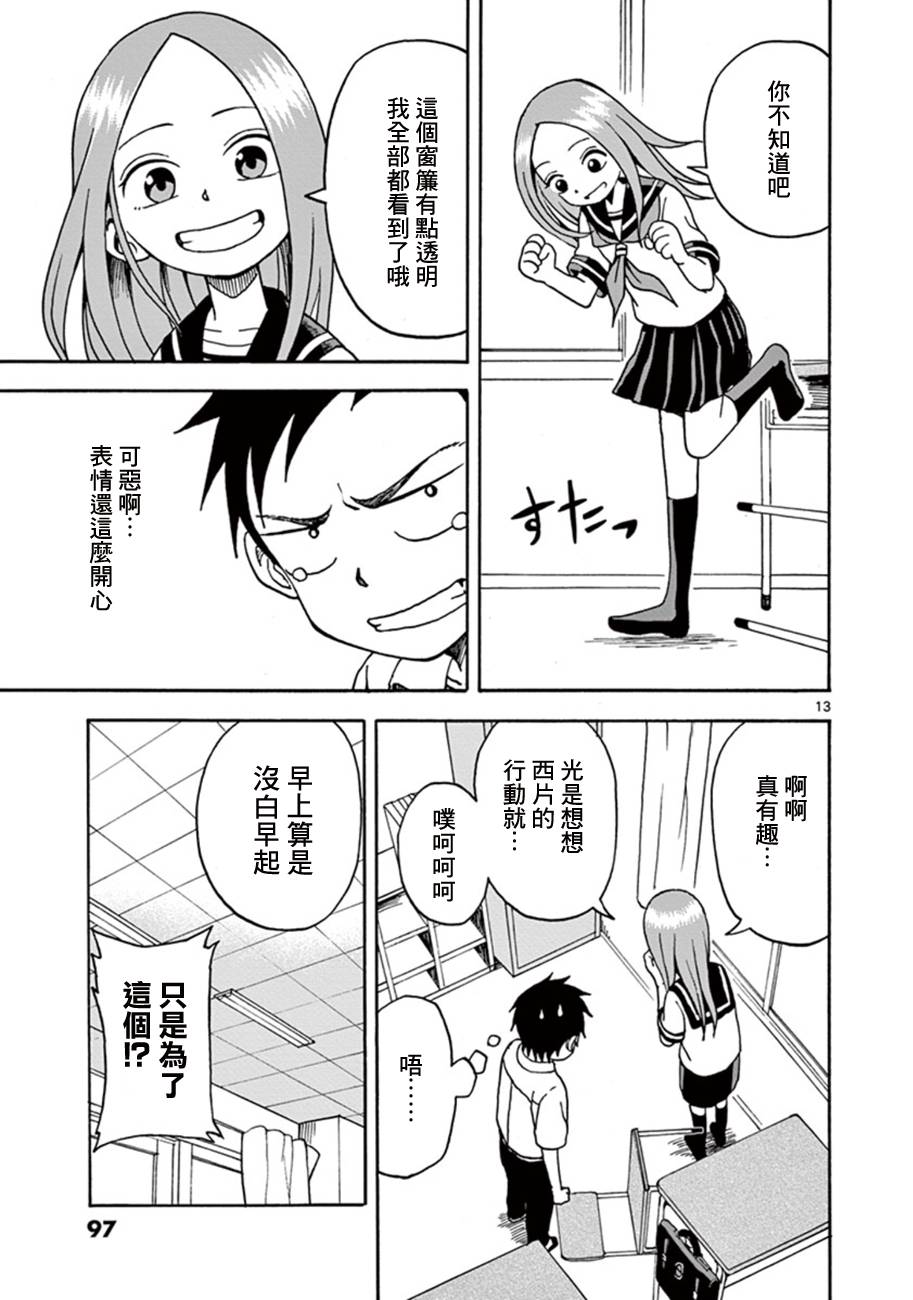 你不知道吧
すたっ
這個窗簾有點透明
我全部都看到了哦
可惡啊…
表情還這麼開心
13
啊啊
真有趣…
光是想想
西片的
行動就…
噗呵呵呵
唔……
早上算是
沒白早起
只是為了
這個!?
97